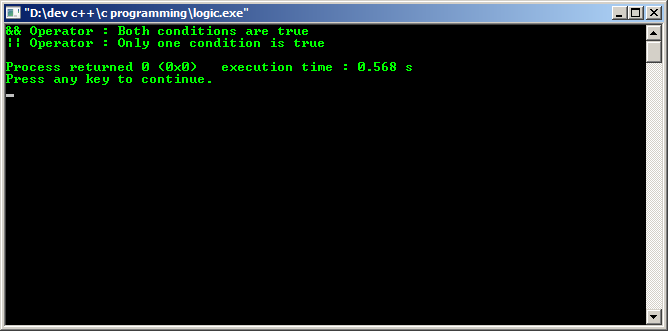 "D:\dev c++\c programming\logic.exe"
&& Operator : Both conditions are true
|| Operator : Only one condition is true
Process returned 0 (0x0)   execution time : 0.568 s
Press any key to continue.